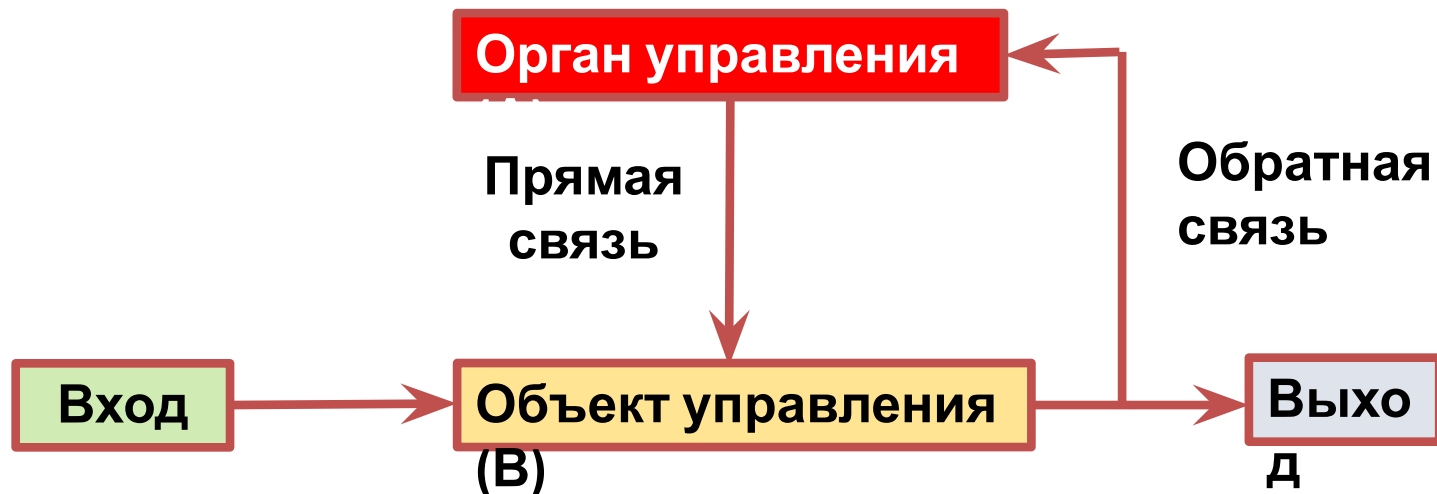 Орган управления
Прямая
связь
Обратная
связь
Вход
Объект управления
(В)
Выхо
д